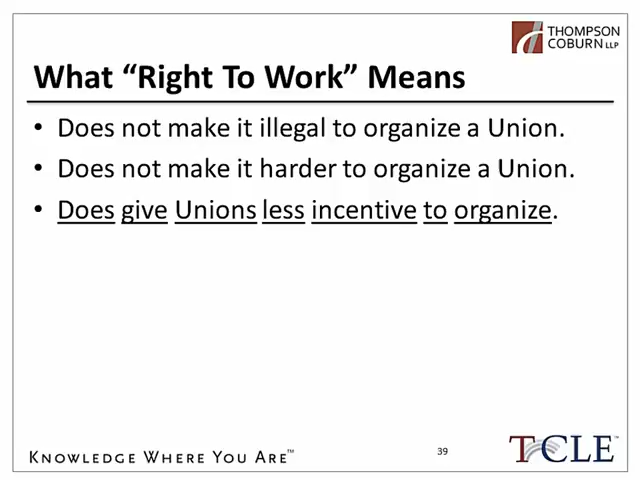 THOMPSON
COBURN LLP
What “Right To Work” Means
• Does not make it illegal to organize a Union.
• Does not make it harder to organize a Union.
• Does give Unions less incentive to organize.
KNOWLEDGE WHERE YOU ARE™
39
TCLE™